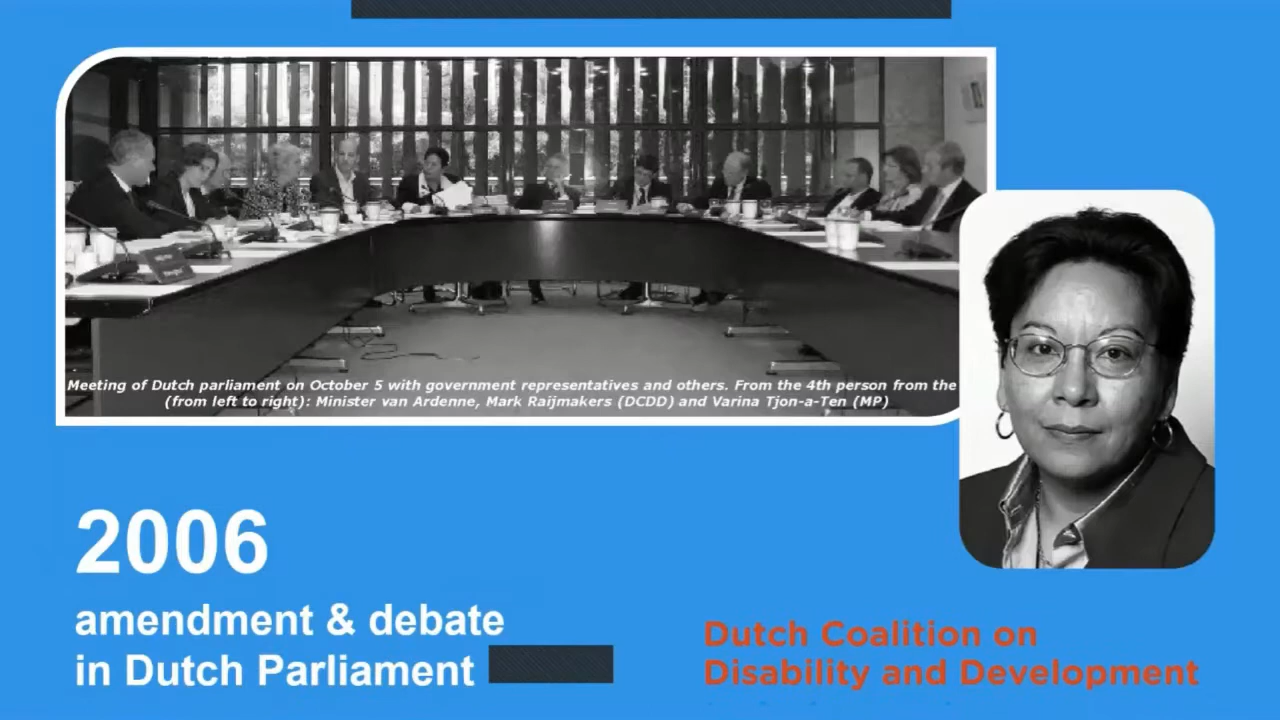 Meeting of Dutch parliament on October 5 with government representatives and others. From the 4th person from the
(from left to right): Minister van Ardenne, Mark Raijmakers (DCDD) and Varina Tjon-a-Ten (MP)
2006
amendment & debate
in Dutch Parliament
Dutch Coalition on
Disability and Development